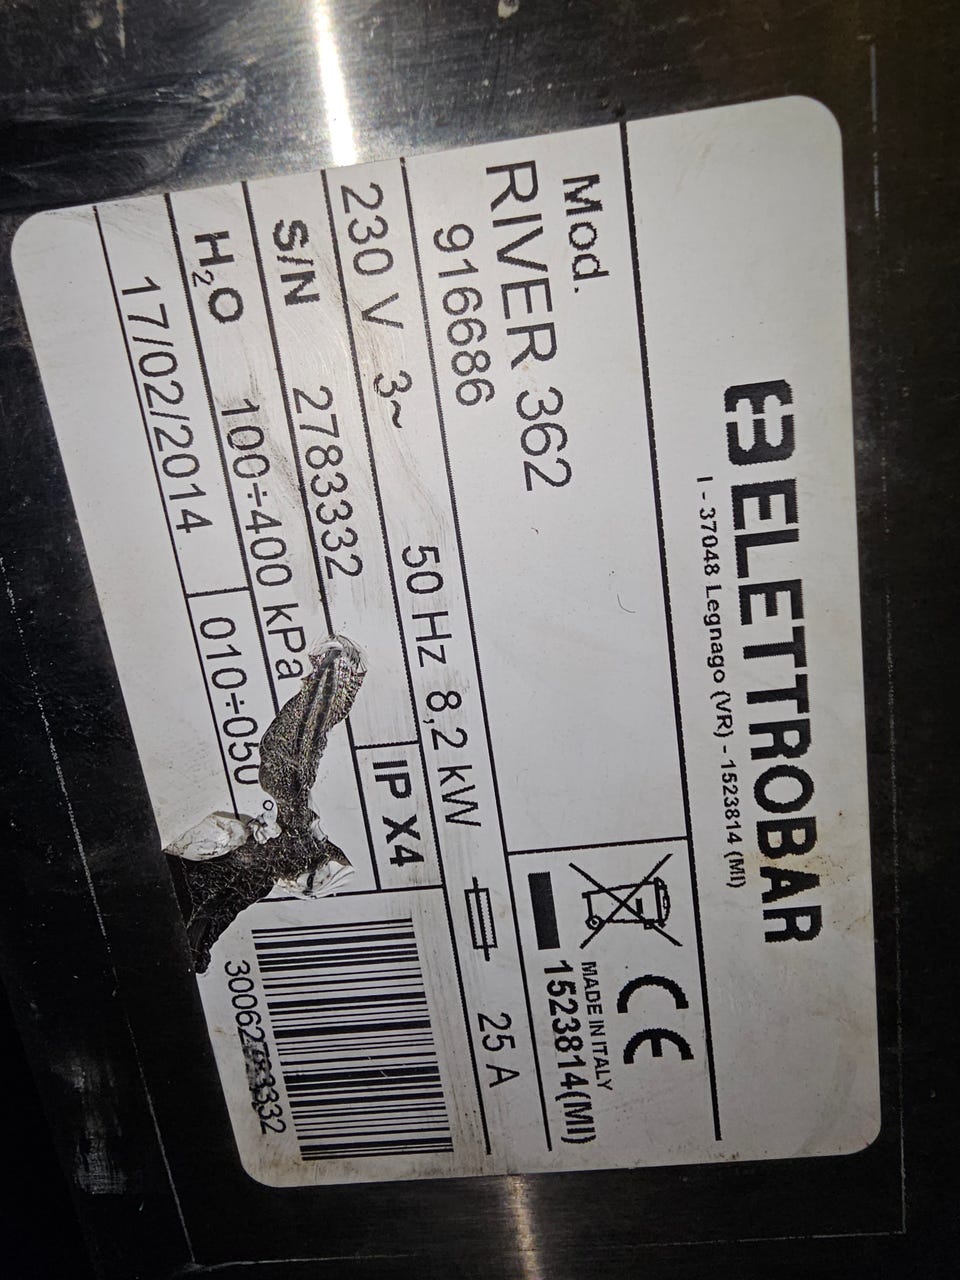 ELETTROBAR
I - 37048 Legnago (VR) - 1523814 (MI)
Mod.
RIVER 362
916686
CE
MADE IN ITALY
1523814(MI)
230 V 3~ 50 Hz 8,2 kW 25 A
S/N 2783332 IP X4
H₂O 100÷400 kPa 010÷050 °
17/02/2014